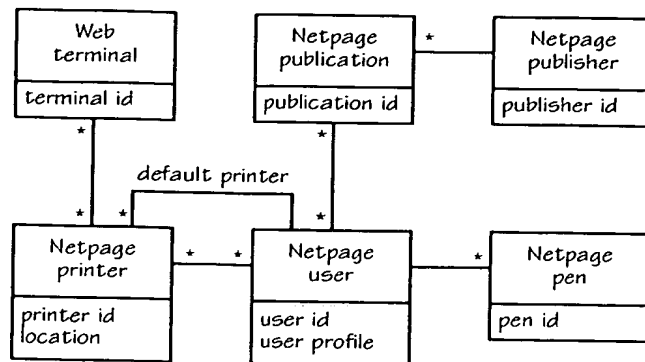 Web
terminal
terminal id
Netpage
publication
publication id
*
Netpage
publisher
publisher id
*
*
default printer
*
*
*
Netpage
printer
printer id
location
*
*
Netpage
user
user id
user profile
*
Netpage
pen
pen id